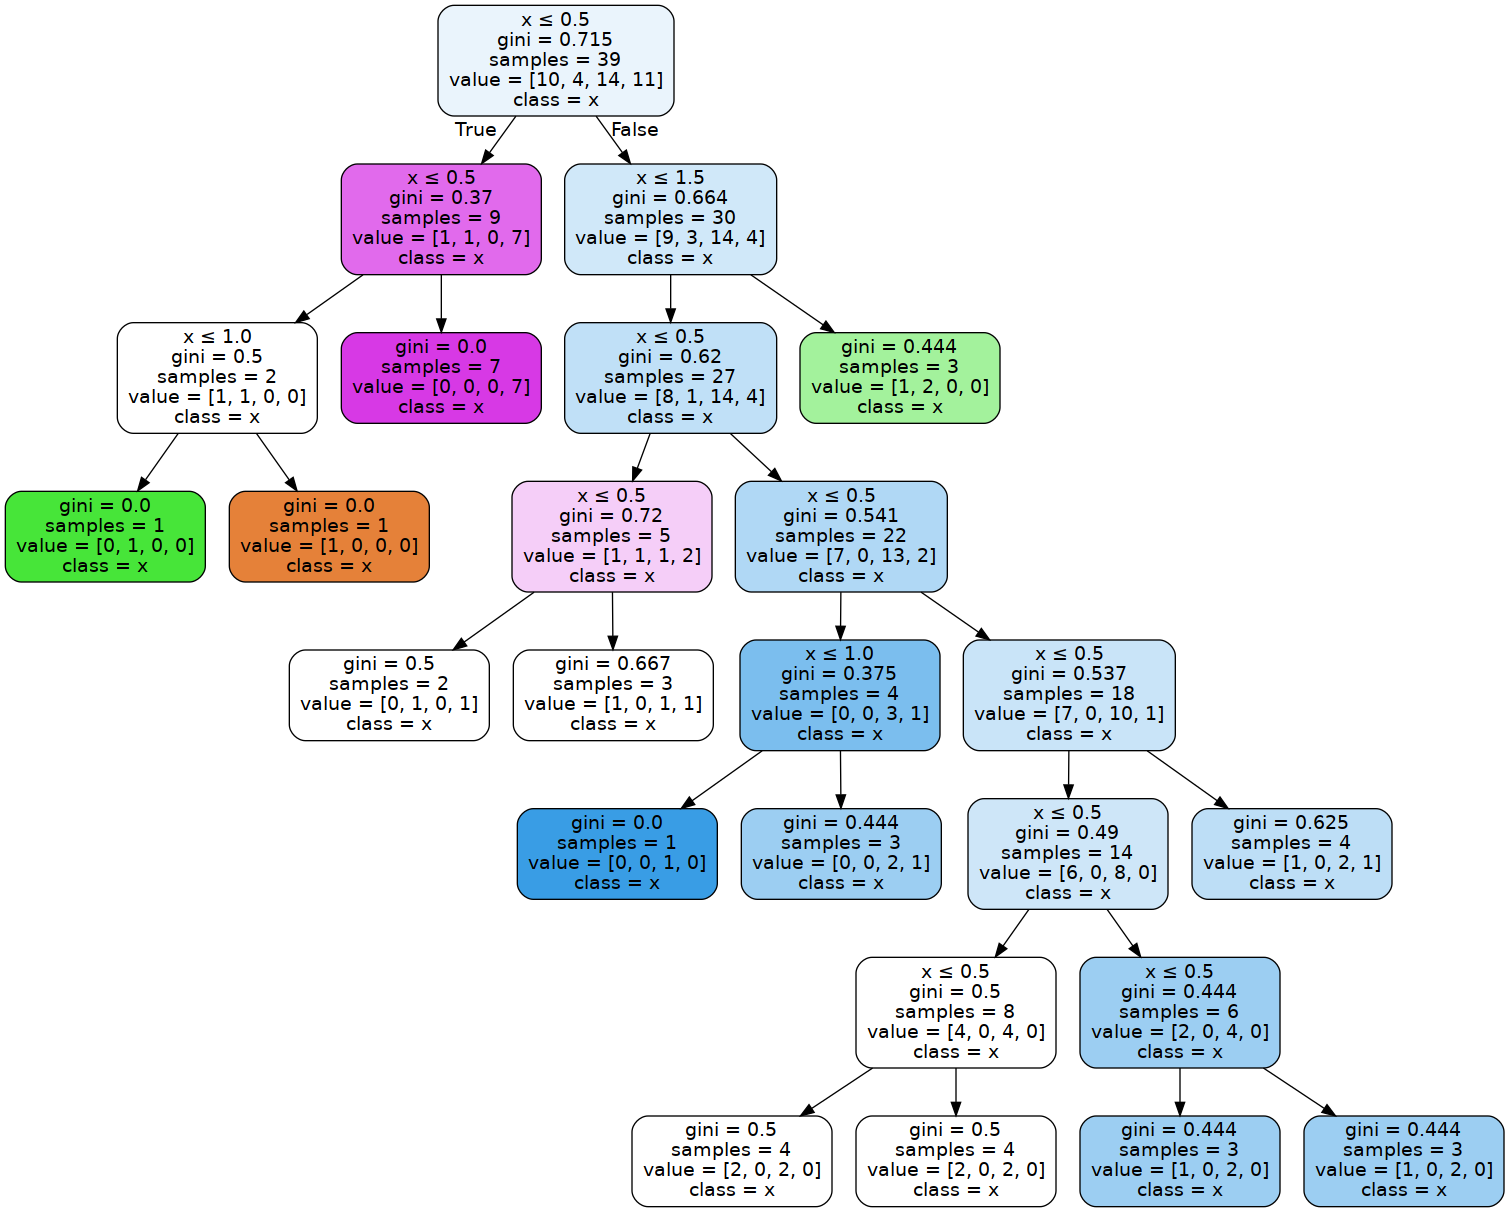 x ≤ 0.5
gini = 0.715
samples = 39
value = [10, 4, 14, 11]
class = x
True
False
x ≤ 0.5
gini = 0.37
samples = 9
value = [1, 1, 0, 7]
class = x
x ≤ 1.5
gini = 0.664
samples = 30
value = [9, 3, 14, 4]
class = x
x ≤ 1.0
gini = 0.5
samples = 2
value = [1, 1, 0, 0]
class = x
gini = 0.0
samples = 7
value = [0, 0, 0, 7]
class = x
x ≤ 0.5
gini = 0.62
samples = 27
value = [8, 1, 14, 4]
class = x
gini = 0.444
samples = 3
value = [1, 2, 0, 0]
class = x
gini = 0.0
samples = 1
value = [0, 1, 0, 0]
class = x
gini = 0.0
samples = 1
value = [1, 0, 0, 0]
class = x
x ≤ 0.5
gini = 0.72
samples = 5
value = [1, 1, 1, 2]
class = x
x ≤ 0.5
gini = 0.541
samples = 22
value = [7, 0, 13, 2]
class = x
gini = 0.5
samples = 2
value = [0, 1, 0, 1]
class = x
gini = 0.667
samples = 3
value = [1, 0, 1, 1]
class = x
x ≤ 1.0
gini = 0.375
samples = 4
value = [0, 0, 3, 1]
class = x
x ≤ 0.5
gini = 0.537
samples = 18
value = [7, 0, 10, 1]
class = x
gini = 0.0
samples = 1
value = [0, 0, 1, 0]
class = x
gini = 0.444
samples = 3
value = [0, 0, 2, 1]
class = x
x ≤ 0.5
gini = 0.49
samples = 14
value = [6, 0, 8, 0]
class = x
gini = 0.625
samples = 4
value = [1, 0, 2, 1]
class = x
x ≤ 0.5
gini = 0.5
samples = 8
value = [4, 0, 4, 0]
class = x
x ≤ 0.5
gini = 0.444
samples = 6
value = [2, 0, 4, 0]
class = x
gini = 0.5
samples = 4
value = [2, 0, 2, 0]
class = x
gini = 0.5
samples = 4
value = [2, 0, 2, 0]
class = x
gini = 0.444
samples = 3
value = [1, 0, 2, 0]
class = x
gini = 0.444
samples = 3
value = [1, 0, 2, 0]
class = x